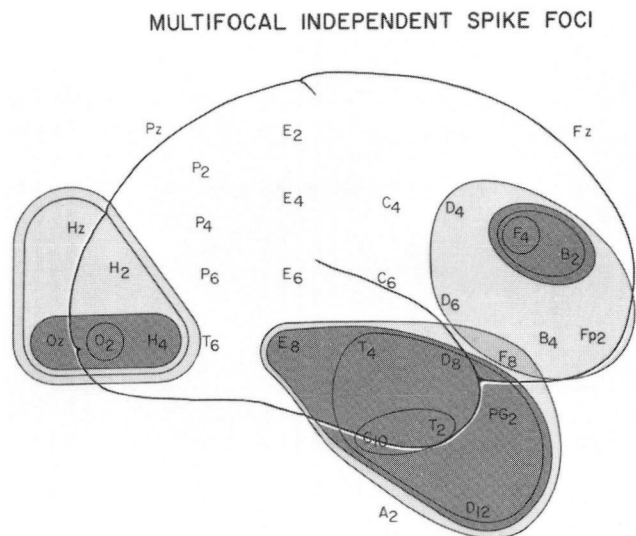 MULTIFOCAL INDEPENDENT SPIKE FOCI
Pz E2 Fz
P2
E4 C4 D4
P4 F4
Hz B2
H2 P6 E6 C6
D6
B4 Fp2
Oz O2 H4 T6 E8 T4 D8 F8
PG2
T2
D12
A2